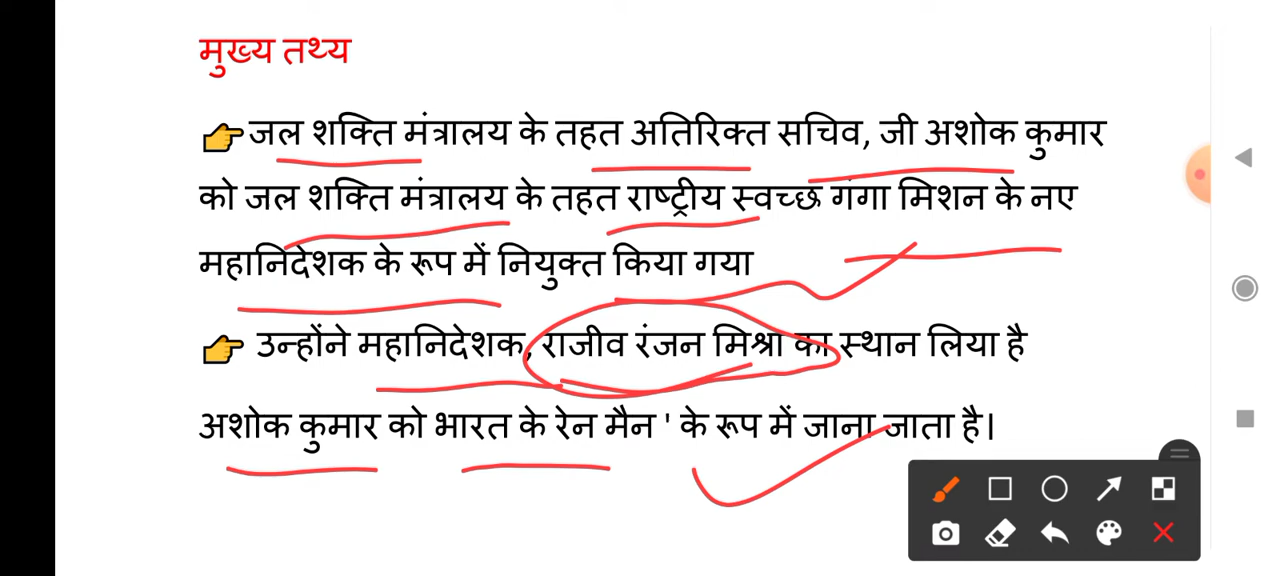 मुख्य तथ्य
👉जल शक्ति मंत्रालय के तहत अतिरिक्त सचिव, जी अशोक कुमार
को जल शक्ति मंत्रालय के तहत राष्ट्रीय स्वच्छ गंगा मिशन के नए
महानिदेशक के रूप में नियुक्त किया गया
👉 उन्होंने महानिदेशक, राजीव रंजन मिश्रा का स्थान लिया है
अशोक कुमार को भारत के रेन मैन ' के रूप में जाना जाता है।